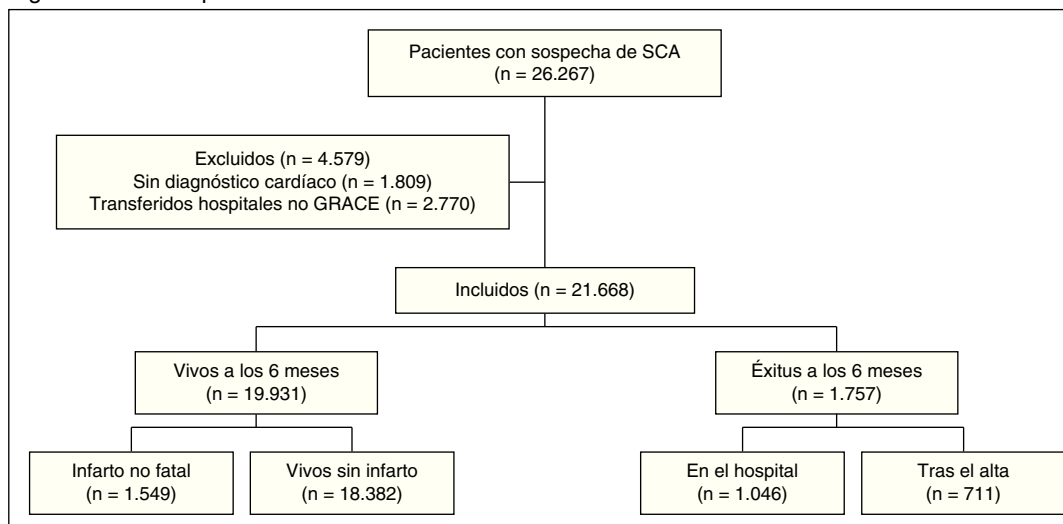 Pacientes con sospecha de SCA
(n = 26.267)
Excluidos (n = 4.579)
Sin diagnóstico cardíaco (n = 1.809)
Transferidos hospitales no GRACE (n = 2.770)
Incluidos (n = 21.668)
Vivos a los 6 meses
(n = 19.931)
Éxitus a los 6 meses
(n = 1.757)
Infarto no fatal
(n = 1.549)
Vivos sin infarto
(n = 18.382)
En el hospital
(n = 1.046)
Tras el alta
(n = 711)